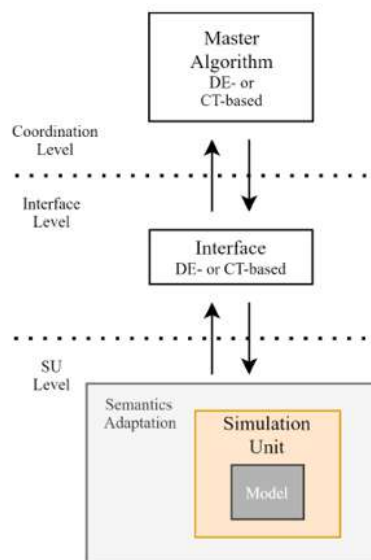 Master
Algorithm
DE- or
CT-based
Coordination
Level
Interface
Level
Interface
DE- or CT-based
SU
Level
Semantics
Adaptation
Simulation
Unit
Model